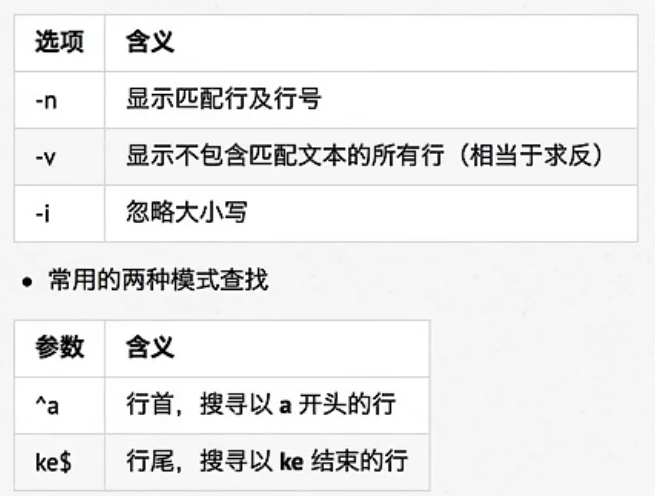 选项 含义
-n 显示匹配行及行号
-v 显示不包含匹配文本的所有行（相当于求反）
-i 忽略大小写
• 常用的两种模式查找
参数 含义
^a 行首，搜寻以 a 开头的行
ke$ 行尾，搜寻以 ke 结束的行